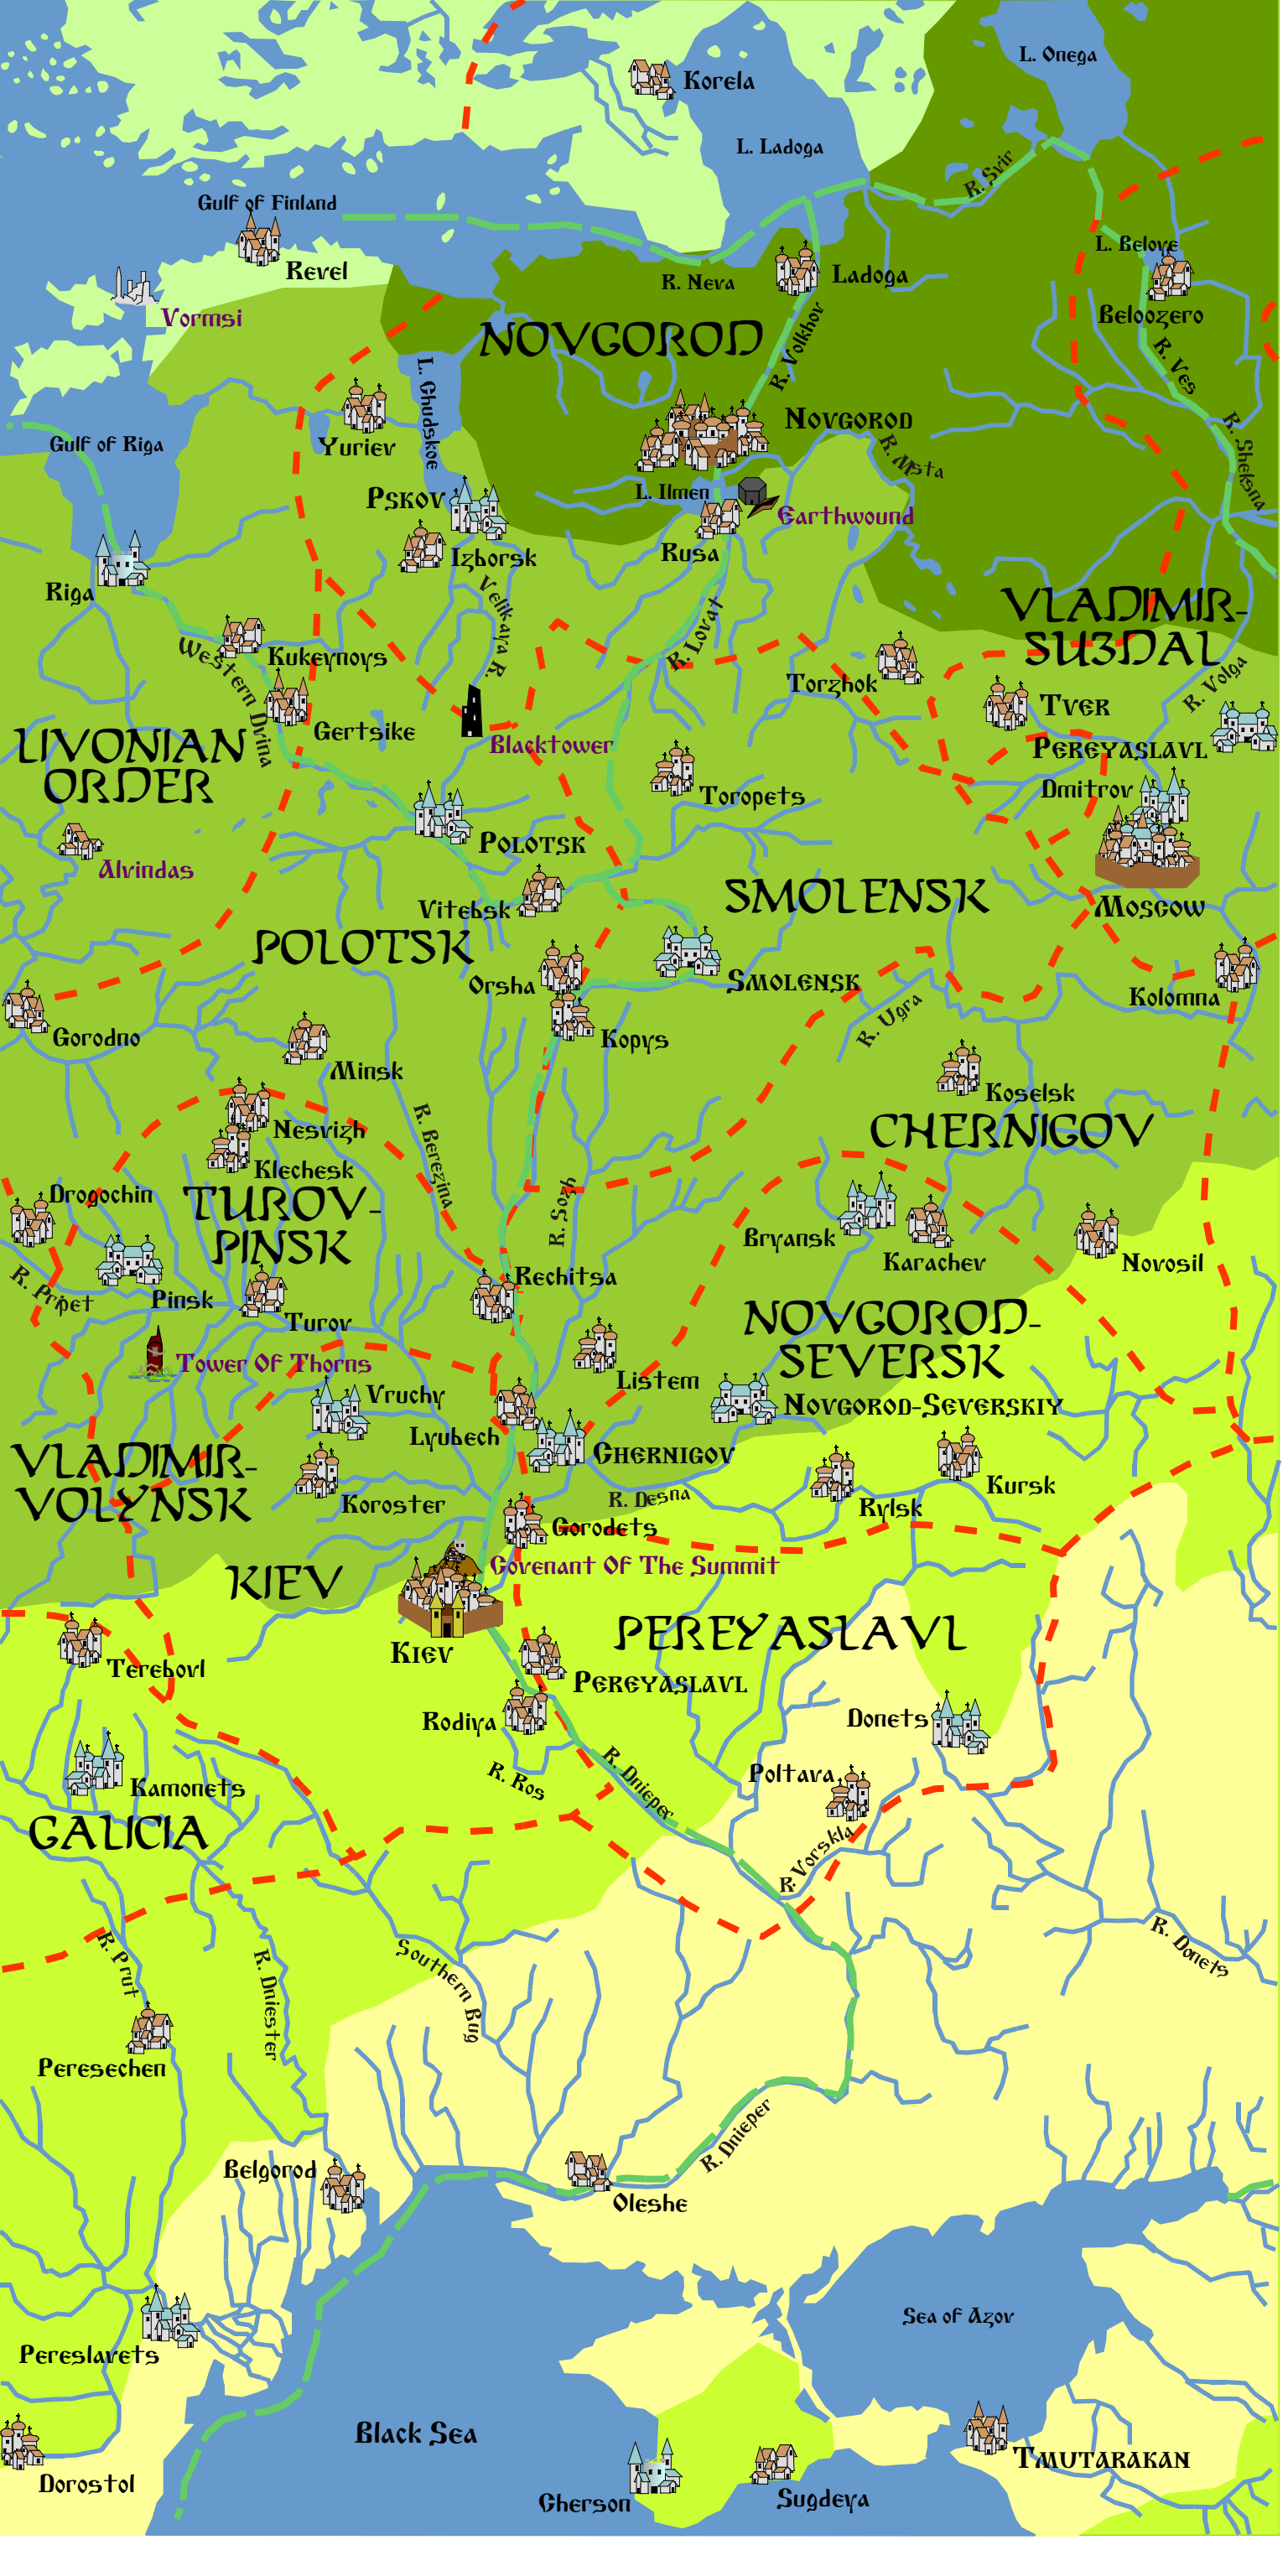 L. Onega
Korela
L. Ladoga
R. Svir
Gulf of Finland
L. Belove
Revel
R. Neva
Ladoga
Beloozero
Vormsi
NOVGOROD
R. Volkhov
R. Ves
L. Chudskoe
NOVGOROD
Gulf of Riga
Yuriev
R. Msta
R. Sheksna
PSKOV
L. Ilmen
Earthwound
Izborsk
Rusa
Riga
Velikaya R.
R. Lovat
VLADIMIR-
SU3DAL
Western Dvina
Kukeynoys
Torzhok
R. Volga
TVER
Gertsike
LIVONIAN
ORDER
Blacktower
PEREYASLAVL
Toropets
Dmitrov
POLOTSK
Alvindas
SMOLENSK
Vitebsk
MOSCOW
POLOTSK
Orsha
SMOLENSK
Kolomna
Gorodno
R. Ugra
Kopys
Minsk
Koselsk
R. Berezina
Nesvizh
CHERNIGOV
Klechesk
Drogochin
TUROV-
PINSK
R. Sozh
Bryansk
Karachev
Novosil
R. Pripet
Rechitsa
Pinsk
Turov
NOVGOROD-
SEVERSK
Tower Of Thorns
Listem
Vruchy
NOVGOROD-SEVERSKIY
Lyubech
CHERNIGOV
VLADIMIR-
VOLYNSK
Kursk
Koroster
R. Desna
Rylsk
Gorodets
Covenant Of The Summit
KIEV
PEREYASLAVL
KIEV
Terebovl
PEREYASLAVL
Rodiya
Donets
R. Dnieper
Poltava
R. Ros
Kamonets
GALICIA
R. Vorskla
R. Prut
R. Dniester
Southern Bug
R. Donets
Peresechen
R. Dnieper
Belgorod
Oleshe
Sea of Azov
Pereslavets
Black Sea
TMUTARAKAN
Dorostol
Cherson
Sugdeya